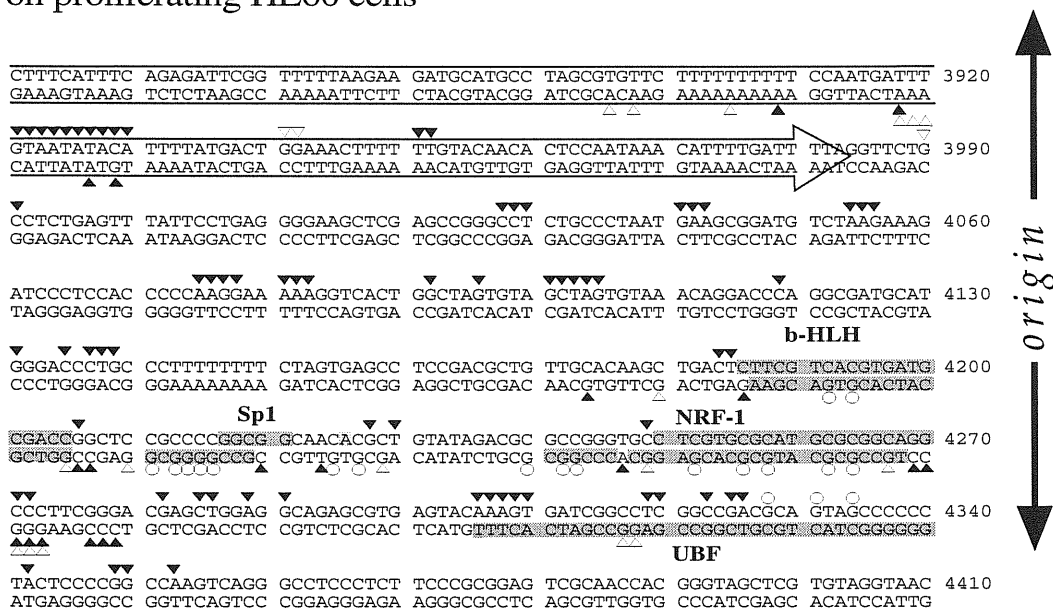 on proliferating HL60 cells
CTTTCATTTC AGAGATTCGG TTTTTAAGAA GATGCATGCC TAGCGTGTTC TTTTTTTTTT CCAATGATTT 3920
GAAAGTAAAG TCTCTAAGCC AAAAATTCTT CTACGTACGG ATCGCACAAG AAAAAAAAAA GGTTACTAAA
GTAATATACA TTTTATGACT GGAAACTTTT TTGTACAACA CTCCAATAAA CATTTTGATT TTAGGTTCTG 3990
CATTATATGT AAAATACTGA CCTTTGAAAA AACATGTTGT GAGGTTATTT GTAAAACTAA AATCCAAGAC
CCTCTGAGTT TATTCCTGAG GGGAAGCTCG AGCCGGGCCT CTGCCCTAAT GAAGCGGATG TCTAAGAAAG 4060
GGAGACTCAA ATAAGGACTC CCCTTCGAGC TCGGCCCGGA GACGGGATTA CTTCGCCTAC AGATTCTTTC
ATCCCTCCAC CCCCAAGGAA AAAGGTCACT GGCTAGTGTA GCTAGTGTAA ACAGGACCCA GGCGATGCAT 4130
TAGGGAGGTG GGGGTTCCTT TTTCCAGTGA CCGATCACAT CGATCACATT TGTCCTGGGT CCGCTACGTA
b-HLH
GGGACCCTGC CCTTTTTTTT CTAGTGAGCC TCCGACGCTG TTGCACAAGC TGACTCTTCG TCACGTGATG 4200
CCCTGGGACG GGAAAAAAAA GATCACTCGG AGGCTGCGAC AACGTGTTCG ACTGAGAAGC AGTGCACTAC
Sp1 NRF-1
CGACCGGCTC CGCCCCCGGCGG GCAACACGCT GTATAGACGC GCCGGGTGCC TCGTGCGCAT GCGCGGCAGG 4270
GCTGGCCGAG GCGGGGGCCGC CCGTTGTGCGA CATATCTGCG CGGCCCACGG AGCACGCGTA CGCGCCGTCC
CCCTTCGGGA CGAGCTGGAG GCAGAGCGTG AGTACAAAGT GATCGGCCTC GGCCGACGCA GTAGCCCCCC 4340
GGGAAGCCCT GCTCGACCTC CGTCTCGCAC TCATGTTTCA CTAGCCGGAG CCGGCTGCGT CATCGGGGGG
UBF
TACTCCCCGG CCAAGTCAGG GCCTCCCTCT TCCCGCGGAG TCGCAACCAC GGGTAGCTCG TGTAGGTAAC 4410
ATGAGGGGCC GGTTCAGTCC CGGAGGGAGA AGGGCGCCTC AGCGTTGGTG CCCATCGAGC ACATCCATTG
origin